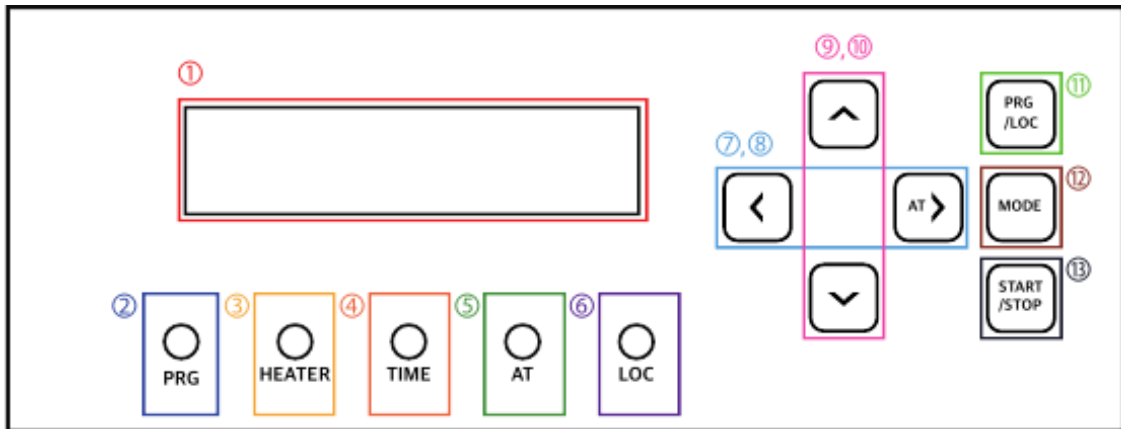 ①
⑨,⑩
PRG
/LOC
⑪
⑦,⑧
AT
MODE
⑫
START
/STOP
⑬
②
PRG
③
HEATER
④
TIME
⑤
AT
⑥
LOC